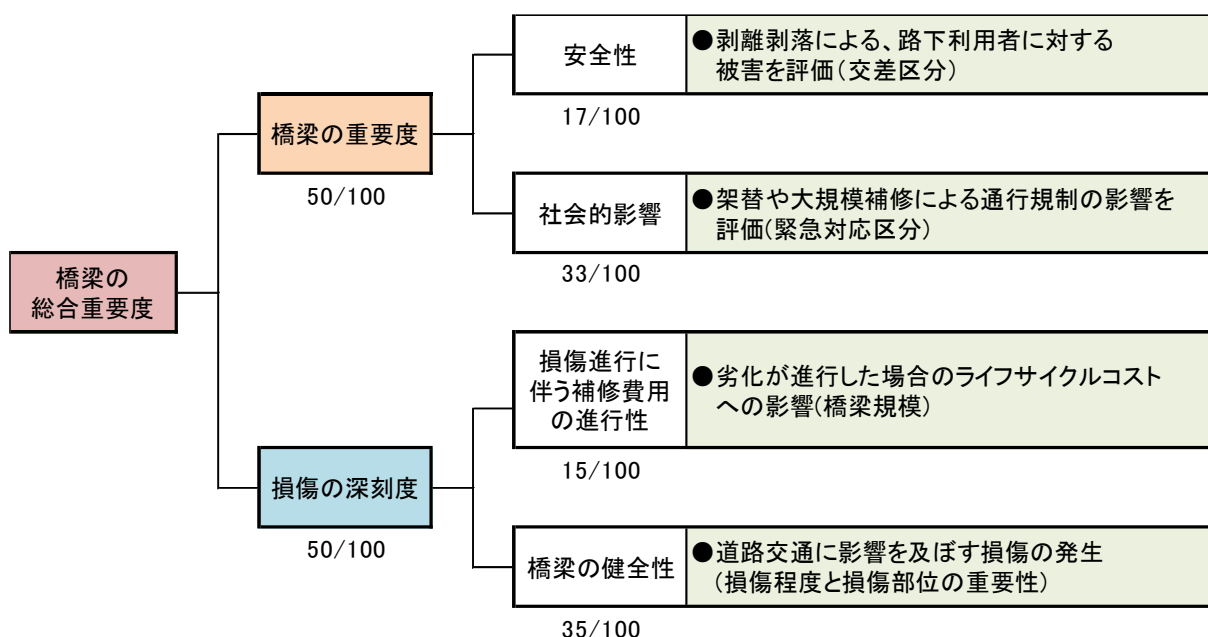 橋梁の
総合重要度
橋梁の重要度
50/100
安全性
●剥離剥落による、路下利用者に対する
被害を評価(交差区分)
17/100
社会的影響
●架替や大規模補修による通行規制の影響を
評価(緊急対応区分)
33/100
損傷の深刻度
50/100
損傷進行に
伴う補修費用
の進行性
●劣化が進行した場合のライフサイクルコスト
への影響(橋梁規模)
15/100
橋梁の健全性
●道路交通に影響を及ぼす損傷の発生
(損傷程度と損傷部位の重要性)
35/100